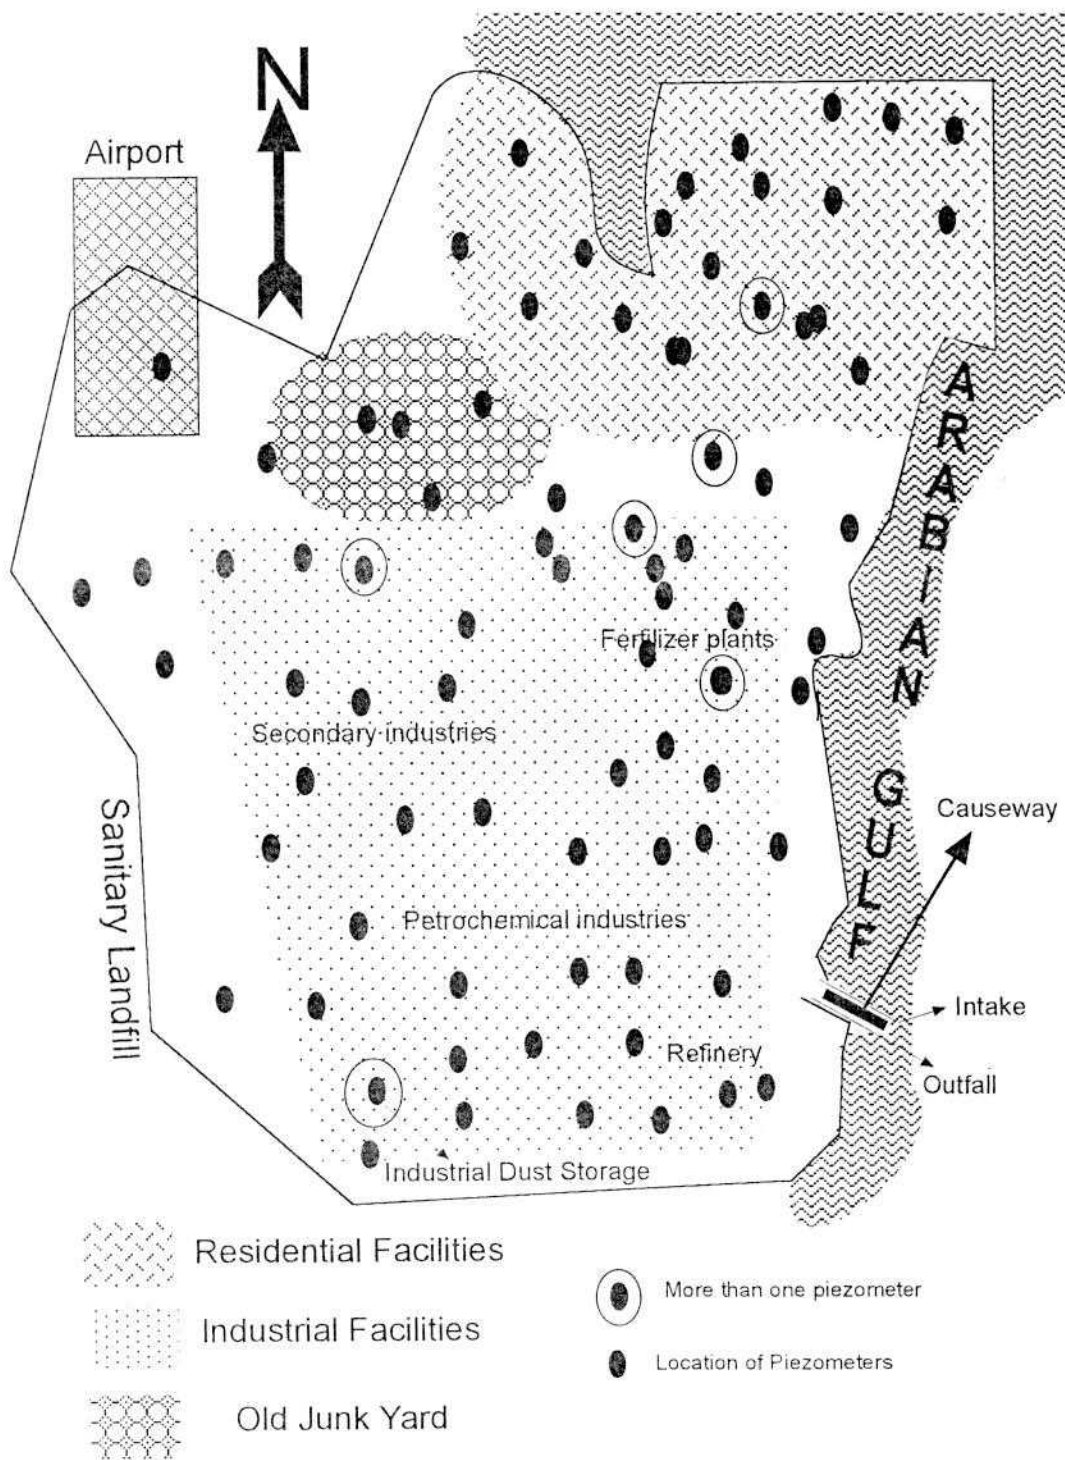 N
Airport
ARABIAN GULF
Fertilizer plants
Secondary industries
Causeway
Sanitary Landfill
Petrochemical industries
Intake
Refinery
Outfall
Industrial Dust Storage
Residential Facilities
More than one piezometer
Industrial Facilities
Location of Piezometers
Old Junk Yard